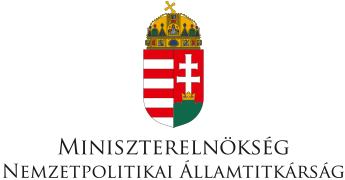 MINISZTERELNÖKSÉG
NEMZETPOLITIKAI ÁLLAMTITKÁRSÁG